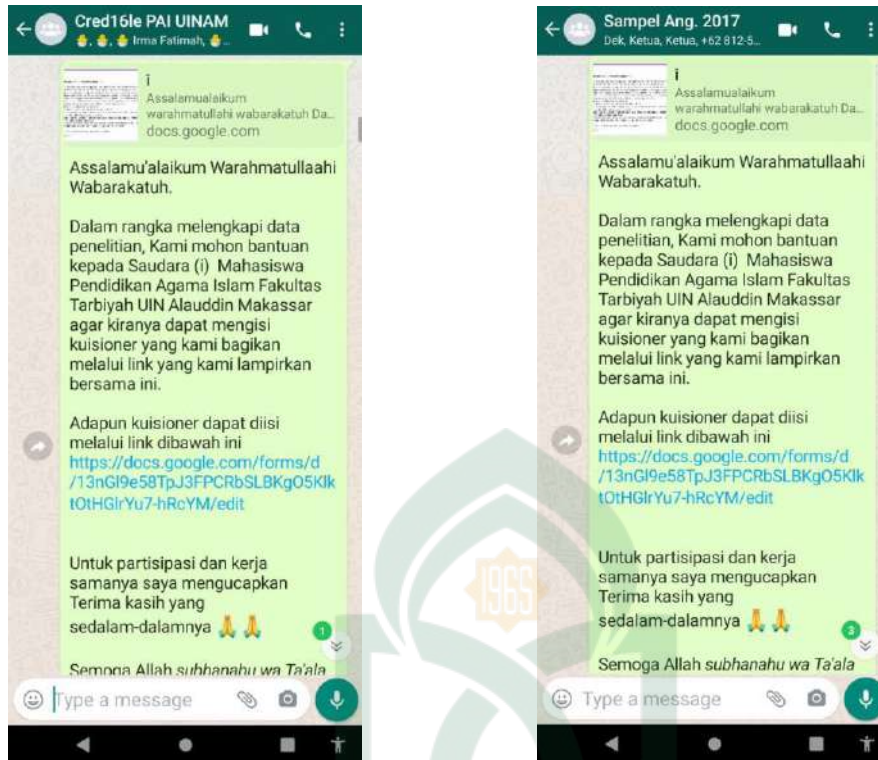 Cred16le PAI UINAM
Irma Fatimah,
i
Assalamualaikum
warahmatullahi wabarakatuh Da...
docs.google.com
Assalamu'alaikum Warahmatullaahi
Wabarakatuh.
Dalam rangka melengkapi data
penelitian, Kami mohon bantuan
kepada Saudara (i) Mahasiswa
Pendidikan Agama Islam Fakultas
Tarbiyah UIN Alauddin Makassar
agar kiranya dapat mengisi
kuisioner yang kami bagikan
melalui link yang kami lampirkan
bersama ini.
Adapun kuisioner dapat diisi
melalui link dibawah ini
https://docs.google.com/forms/d
/13nGl9e58TpJ3FPCRbSLBKgO5Klk
tOtHGlrYu7-hRcYM/edit
Untuk partisipasi dan kerja
samanya saya mengucapkan
Terima kasih yang
sedalam-dalamnya 🙏 🙏
1
Semoga Allah subhanahu wa Ta'ala
Type a message
Sampel Ang. 2017
Dek, Ketua, Ketua, +62 812-5...
i
Assalamualaikum
warahmatullahi wabarakatuh Da...
docs.google.com
Assalamu'alaikum Warahmatullaahi
Wabarakatuh.
Dalam rangka melengkapi data
penelitian, Kami mohon bantuan
kepada Saudara (i) Mahasiswa
Pendidikan Agama Islam Fakultas
Tarbiyah UIN Alauddin Makassar
agar kiranya dapat mengisi
kuisioner yang kami bagikan
melalui link yang kami lampirkan
bersama ini.
Adapun kuisioner dapat diisi
melalui link dibawah ini
https://docs.google.com/forms/d
/13nGl9e58TpJ3FPCRbSLBKgO5Klk
tOtHGlrYu7-hRcYM/edit
Untuk partisipasi dan kerja
samanya saya mengucapkan
Terima kasih yang
sedalam-dalamnya 🙏 🙏
3
Semoga Allah subhanahu wa Ta'ala
Type a message
1965